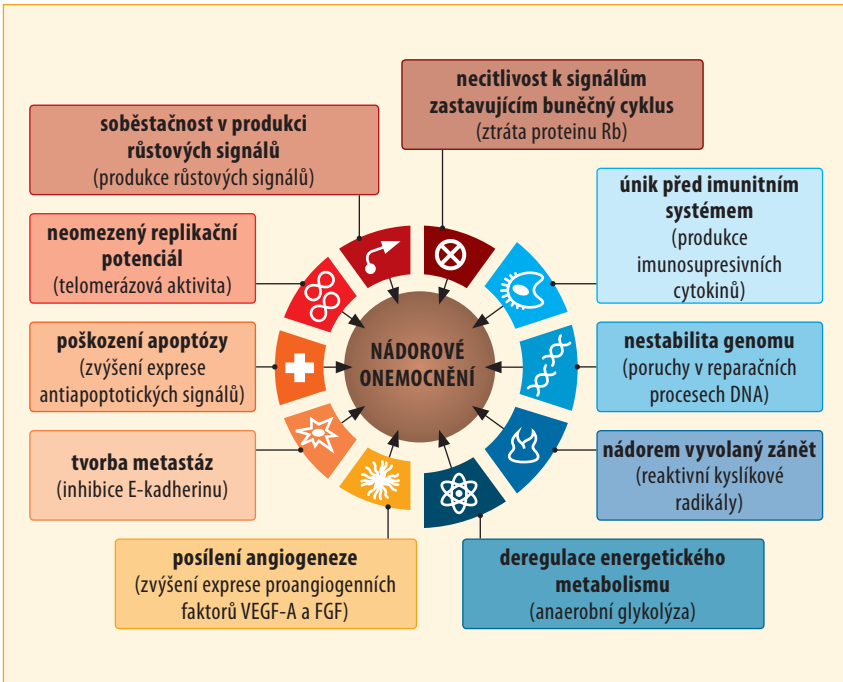 necitlivost k signálům
zastavujícím buněčný cyklus
(ztráta proteinu Rb)
soběstačnost v produkci
růstových signálů
(produkce růstových signálů)
únik před imunitním
systémem
(produkce
imunosupresivních
cytokinů)
neomezený replikační
potenciál
(telomerázová aktivita)
poškození apoptózy
(zvýšení exprese
antiapoptotických signálů)
NÁDOROVÉ
ONEMOCNĚNÍ
nestabilita genomu
(poruchy v reparačních
procesech DNA)
tvorba metastáz
(inhibice E-kadherinu)
nádorem vyvolaný zánět
(reaktivní kyslíkové
radikály)
posílení angiogeneze
(zvýšení exprese proangiogenních
faktorů VEGF-A a FGF)
deregulace energetického
metabolismu
(anaerobní glykolýza)